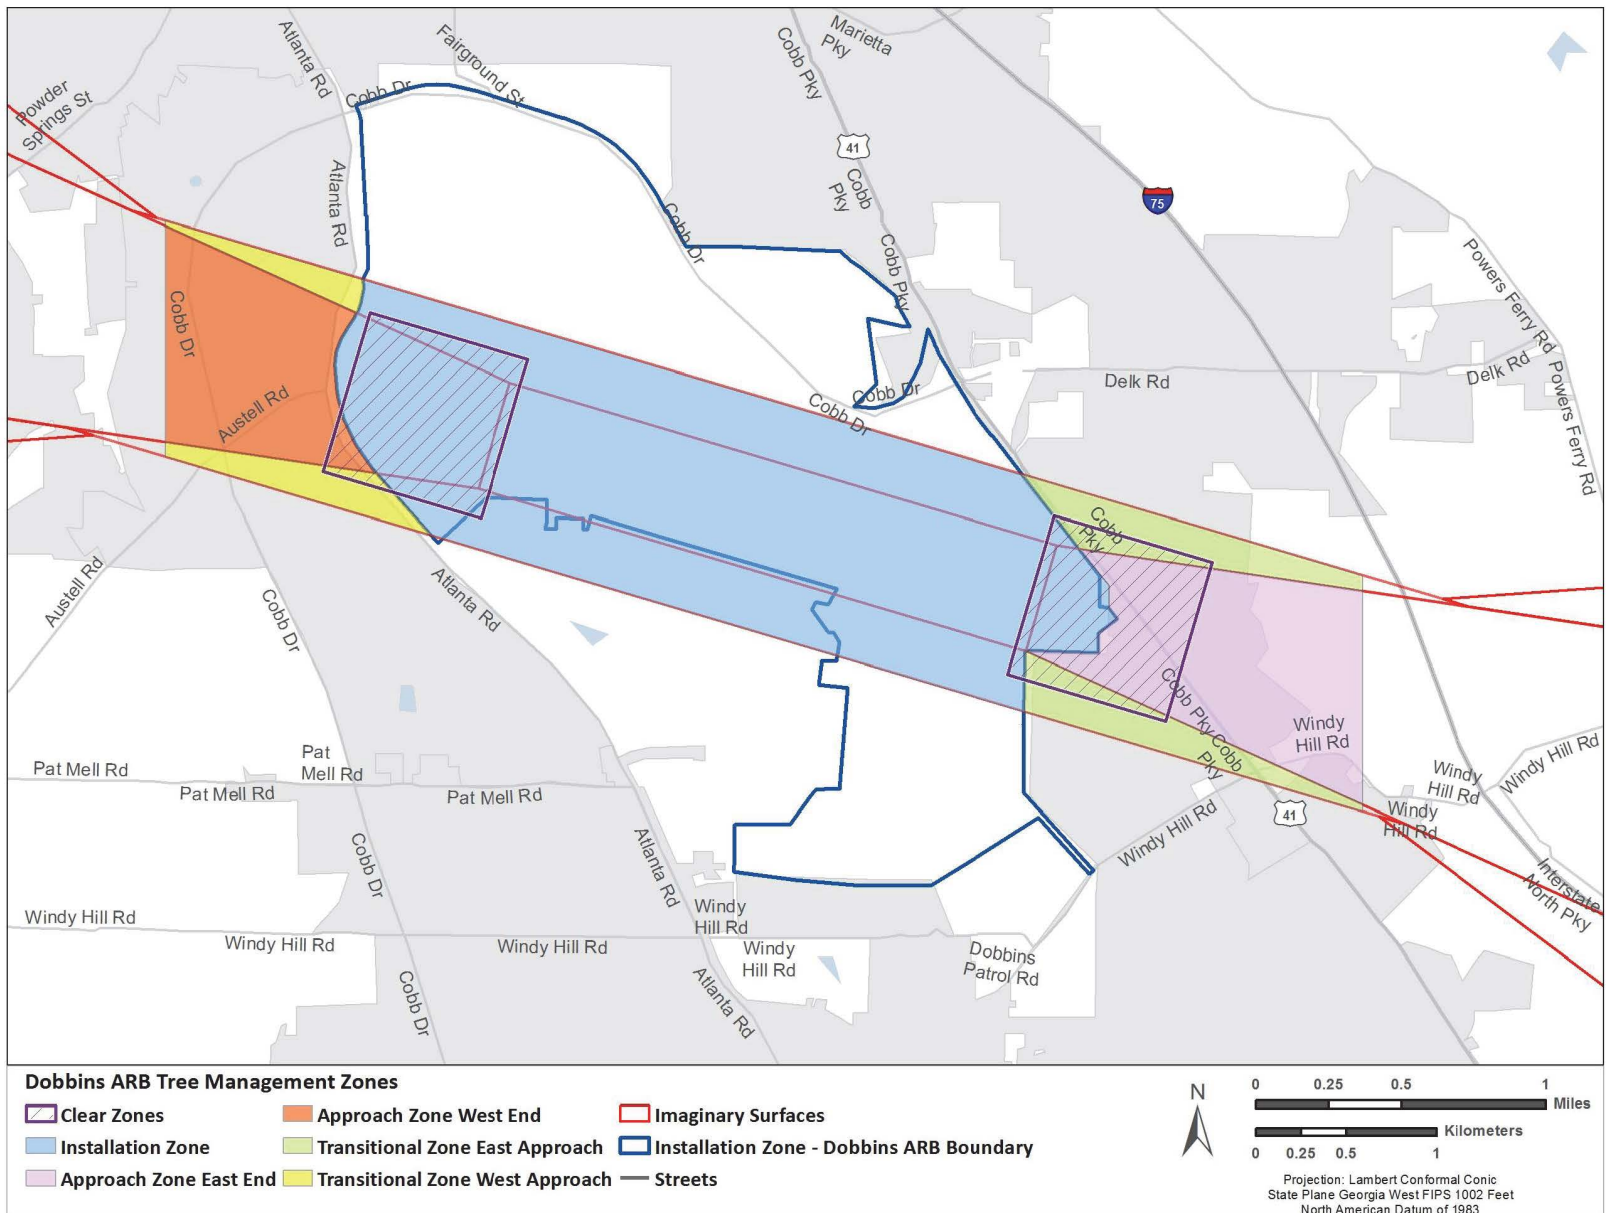 Powder
Springs St
Atlanta Rd
Fairground St
Cobb Dr
Cobb Pky
Marietta
Pky
41
Cobb
Pky
75
Atlanta Rd
Cobb Dr
Cobb Pky
Powers Ferry Rd
Cobb Dr
Delk Rd
Delk Rd
Powers Ferry Rd
Austell Rd
Cobb Dr
Cobb Dr
Cobb
Pky
Austell Rd
Cobb Dr
Atlanta Rd
Cobb Pky
Cobb
Pky
Windy
Hill Rd
Windy Hill Rd
Windy
Hill Rd
Pat Mell Rd
Pat
Mell Rd
Pat Mell Rd
Pat Mell Rd
41
Windy
Hill Rd
Windy Hill Rd
Cobb Dr
Atlanta Rd
Interstate
North Pky
Windy Hill Rd
Windy
Hill Rd
Windy Hill Rd
Windy Hill Rd
Windy
Hill Rd
Dobbins
Patrol Rd
Cobb Dr
Atlanta Rd
Dobbins ARB Tree Management Zones
Clear Zones
Installation Zone
Approach Zone East End
Approach Zone West End
Transitional Zone East Approach
Transitional Zone West Approach
Imaginary Surfaces
Installation Zone - Dobbins ARB Boundary
Streets
N
0 0.25 0.5 1
Miles
Kilometers
0 0.25 0.5 1
Projection: Lambert Conformal Conic
State Plane Georgia West FIPS 1002 Feet
North American Datum of 1983